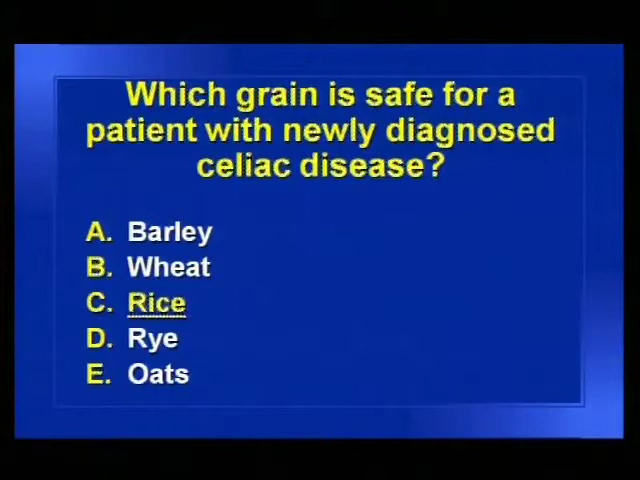 Which grain is safe for a
patient with newly diagnosed
celiac disease?
A. Barley
B. Wheat
C. Rice
D. Rye
E. Oats